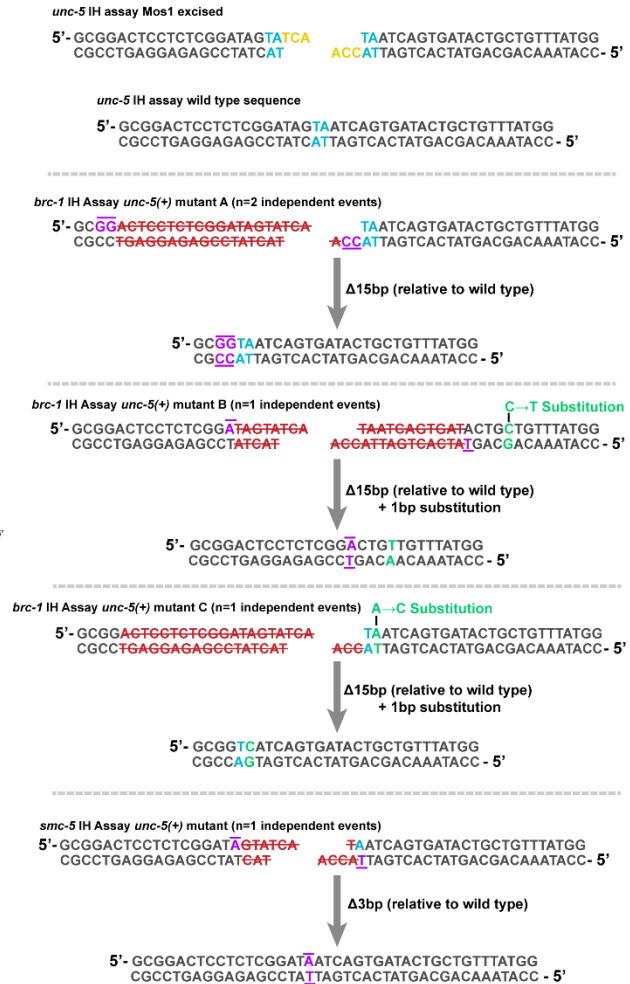 unc-5 IH assay Mos1 excised
5’- GCGGACTCCTCTCGGATAGTATCA TAATCAGTGATACTGCTGTTTATGG
CGCCTGAGGAGAGCCTATCAT ACCATTAGTCACTATGACGACAAATACC- 5’
unc-5 IH assay wild type sequence
5’- GCGGACTCCTCTCGGATAGTAATCAGTGATACTGCTGTTTATGG
CGCCTGAGGAGAGCCTATCATTAGTCACTATGACGACAAATACC- 5’
brc-1 IH Assay unc-5(+) mutant A (n=2 independent events)
5’- GCGGACTCCTCTCGGATAGTATCA TAATCAGTGATACTGCTGTTTATGG
CGCCTGAGGAGAGCCTATCAT ACCATTAGTCACTATGACGACAAATACC- 5’
Δ15bp (relative to wild type)
5’- GCGGTAATCAGTGATACTGCTGTTTATGG
CGCCATTAGTCACTATGACGACAAATACC- 5’
brc-1 IH Assay unc-5(+) mutant B (n=1 independent events)
C→T Substitution
5’- GCGGACTCCTCTCGGATAGTATCA TAATCAGTGATACTGCTGTTTATGG
CGCCTGAGGAGAGCCTATCAT ACCATTAGTCACTATGACGACAAATACC- 5’
Δ15bp (relative to wild type)
+ 1bp substitution
5’- GCGGACTCCTCTCGGACTGTTGTTTATGG
CGCCTGAGGAGAGCCTGACAACAAATACC- 5’
brc-1 IH Assay unc-5(+) mutant C (n=1 independent events)
A→C Substitution
5’- GCGGACTCCTCTCGGATAGTATCA TAATCAGTGATACTGCTGTTTATGG
CGCCTGAGGAGAGCCTATCAT ACCATTAGTCACTATGACGACAAATACC- 5’
Δ15bp (relative to wild type)
+ 1bp substitution
5’- GCGGTCATCAGTGATACTGCTGTTTATGG
CGCCAGTAGTCACTATGACGACAAATACC- 5’
smc-5 IH Assay unc-5(+) mutant (n=1 independent events)
5’- GCGGACTCCTCTCGGATAGTATCA TAATCAGTGATACTGCTGTTTATGG
CGCCTGAGGAGAGCCTATCAT ACCATTAGTCACTATGACGACAAATACC- 5’
Δ3bp (relative to wild type)
5’- GCGGACTCCTCTCGGATAATCAGTGATACTGCTGTTTATGG
CGCCTGAGGAGAGCCTATTAGTCACTATGACGACAAATACC- 5’